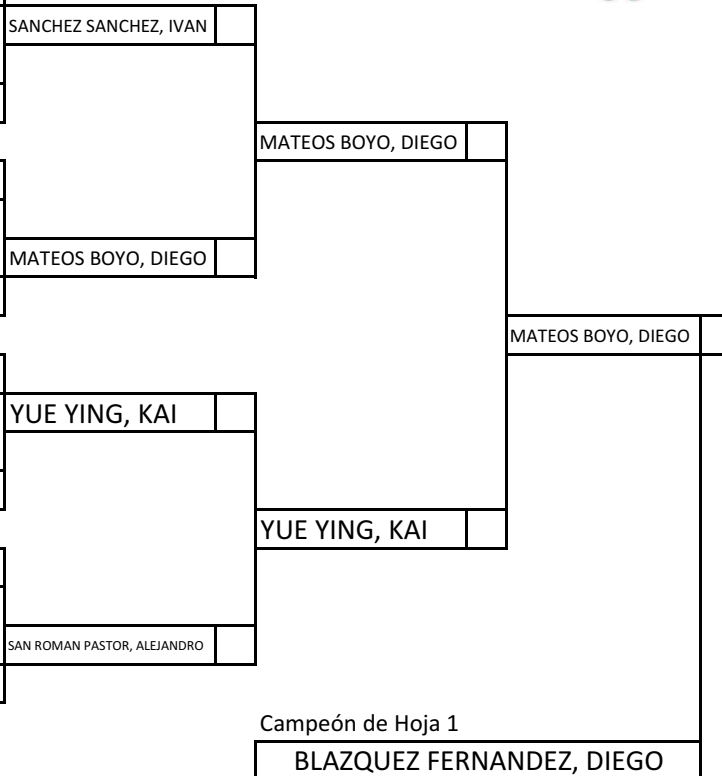 SANCHEZ SANCHEZ, IVAN
MATEOS BOYO, DIEGO
MATEOS BOYO, DIEGO
MATEOS BOYO, DIEGO
YUE YING, KAI
YUE YING, KAI
SAN ROMAN PASTOR, ALEJANDRO
Campeón de Hoja 1
BLAZQUEZ FERNANDEZ, DIEGO